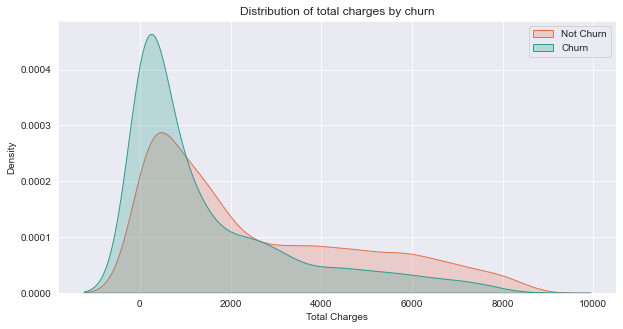 Distribution of total charges by churn
Not Churn
Churn
Density
0.0004
0.0003
0.0002
0.0001
0.0000
0 2000 4000 6000 8000 10000
Total Charges